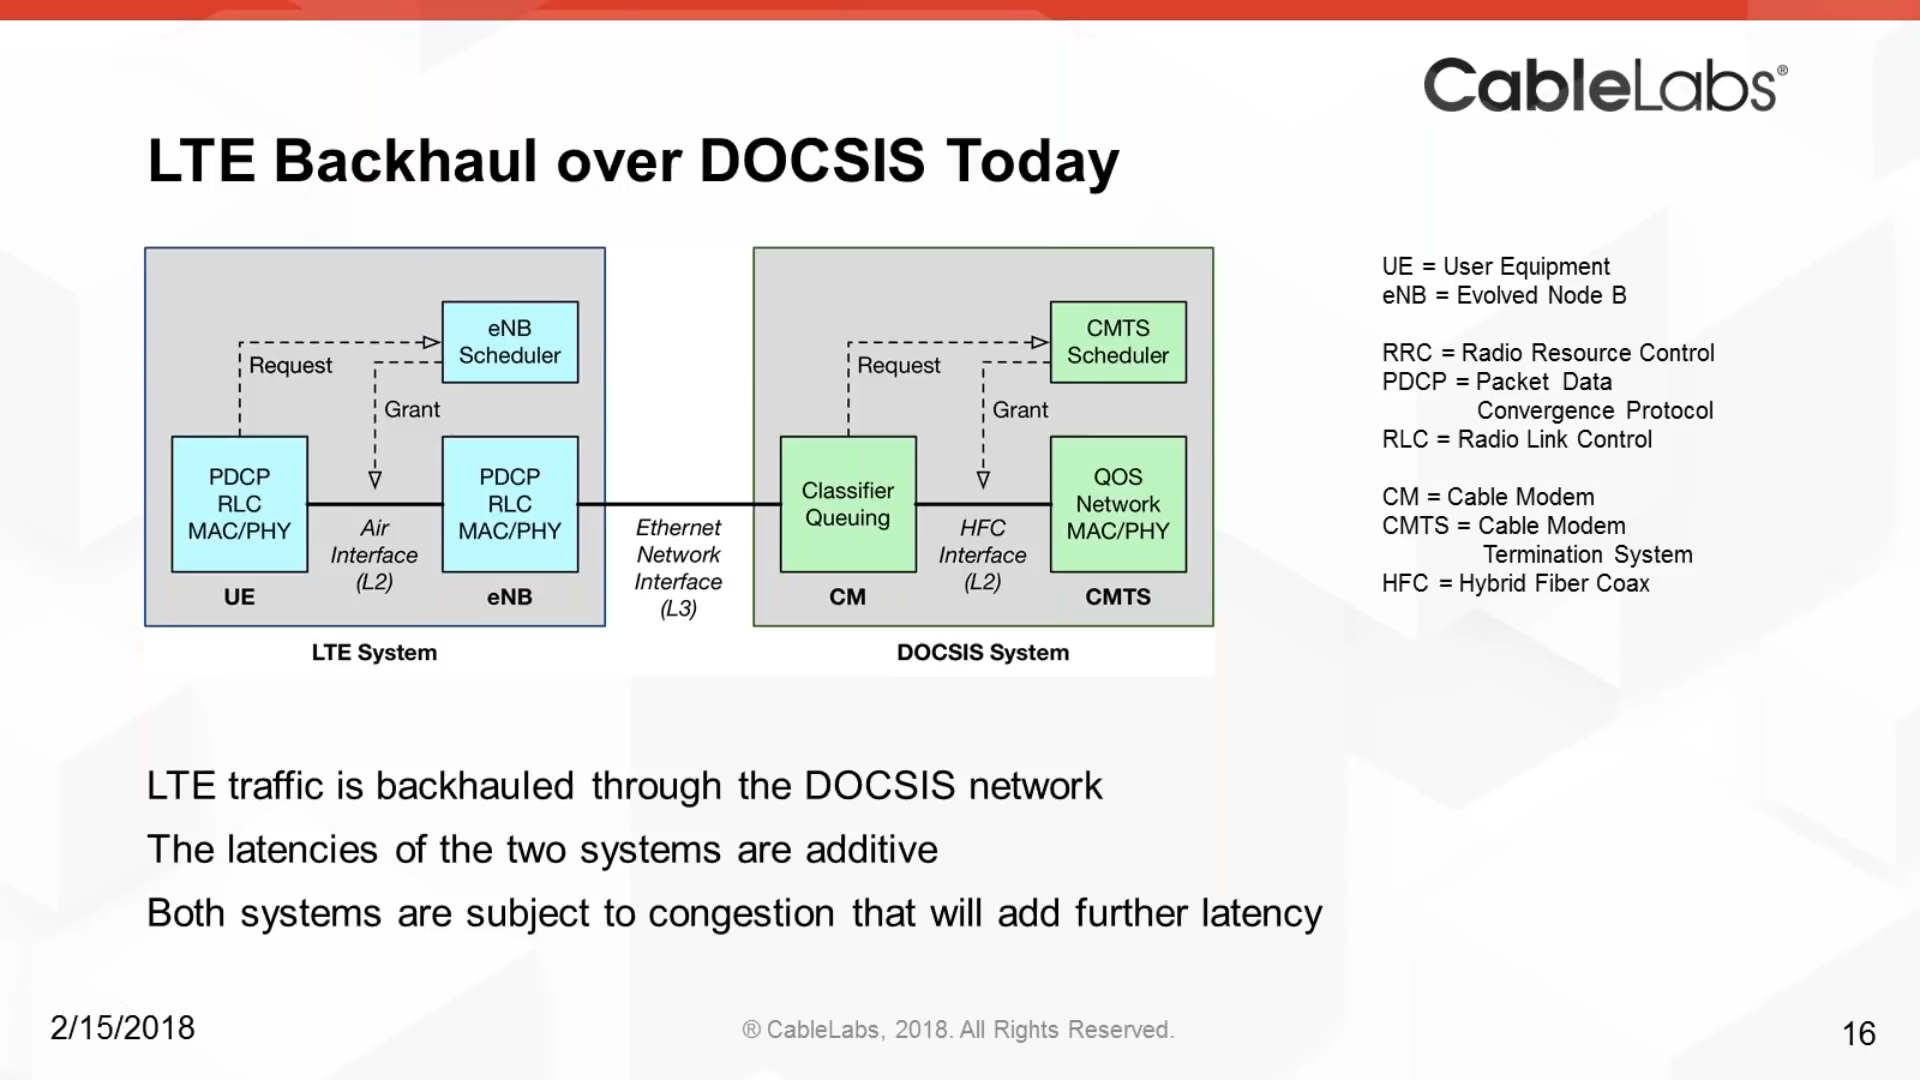 CableLabs®
LTE Backhaul over DOCSIS Today
eNB
Scheduler
Request
Grant
PDCP
RLC
MAC/PHY
UE
Air
Interface
(L2)
PDCP
RLC
MAC/PHY
eNB
LTE System
Ethernet
Network
Interface
(L3)
CMTS
Scheduler
Request
Grant
Classifier
Queuing
CM
HFC
Interface
(L2)
QOS
Network
MAC/PHY
CMTS
DOCSIS System
UE = User Equipment
eNB = Evolved Node B
RRC = Radio Resource Control
PDCP = Packet Data
Convergence Protocol
RLC = Radio Link Control
CM = Cable Modem
CMTS = Cable Modem
Termination System
HFC = Hybrid Fiber Coax
LTE traffic is backhauled through the DOCSIS network
The latencies of the two systems are additive
Both systems are subject to congestion that will add further latency
2/15/2018
® CableLabs, 2018. All Rights Reserved.
16